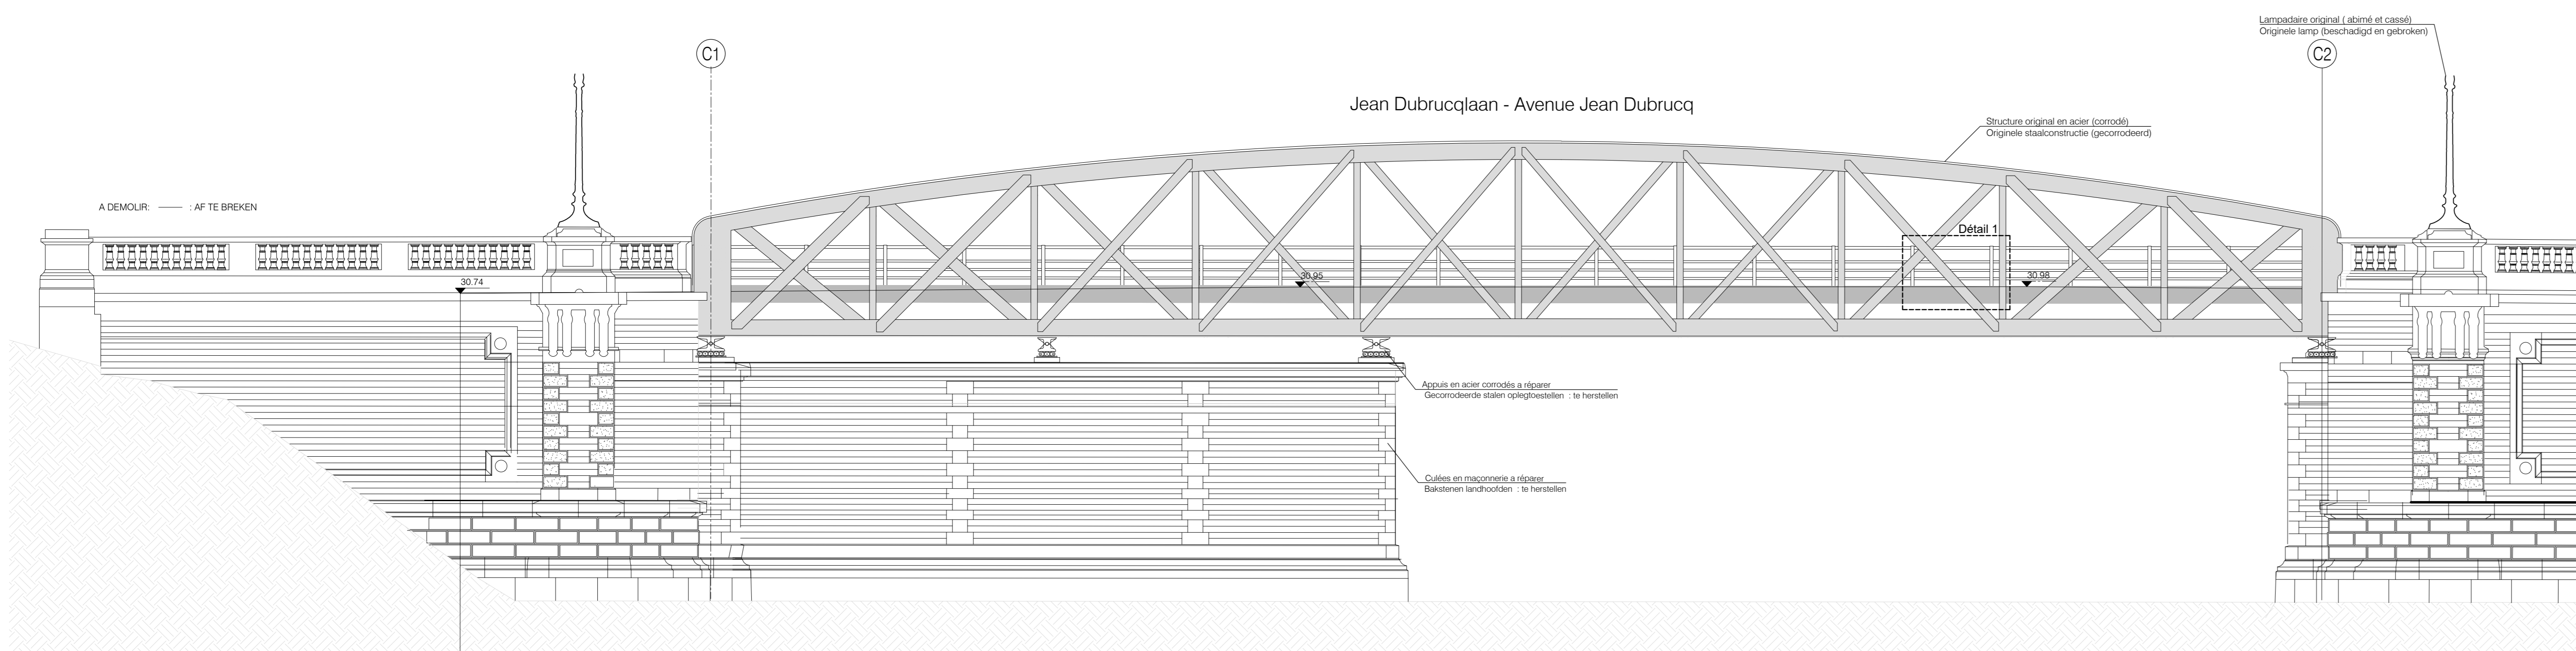 Lampadaire original ( abimé et cassé)
Originele lamp (beschadigd en gebroken)
C1
C2
Jean Dubrucqlaan - Avenue Jean Dubrucq
Structure original en acier (corrodé)
Originele staalconstructie (gecorrodeerd)
A DEMOLIR: : AF TE BREKEN
Détail 1
30.74
30.95
30.98
Appuis en acier corrodés a réparer
Gecorrodeerde stalen oplegtoestellen : te herstellen
Culées en maçonnerie a réparer
Bakstenen landhoofden : te herstellen